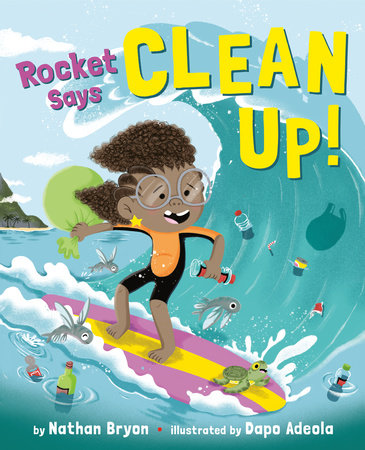 Rocket
Says
CLEAN
UP!
by Nathan Bryon • illustrated by Dapo Adeola